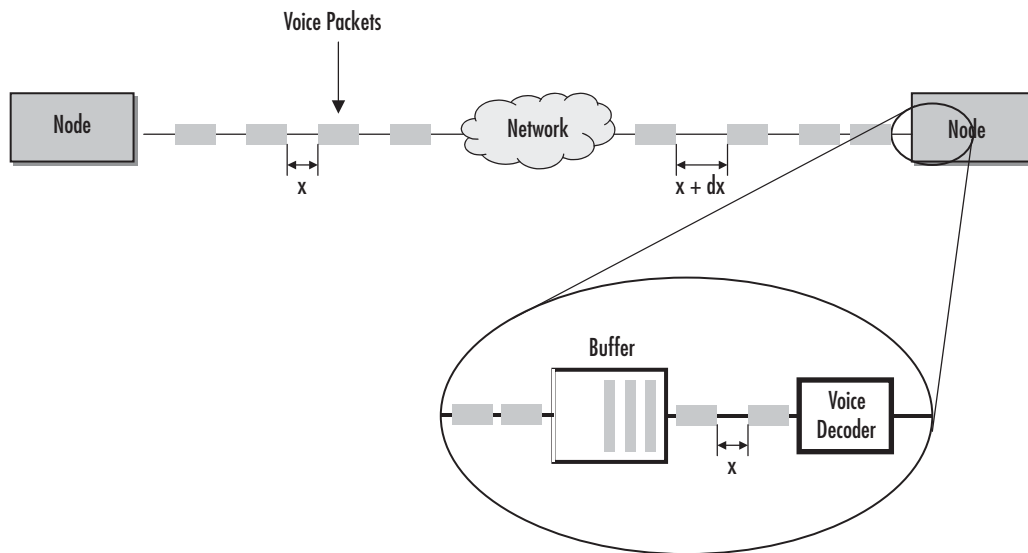 Voice Packets
Node
Network
Node
x
x + dx
Buffer
Voice
Decoder
x